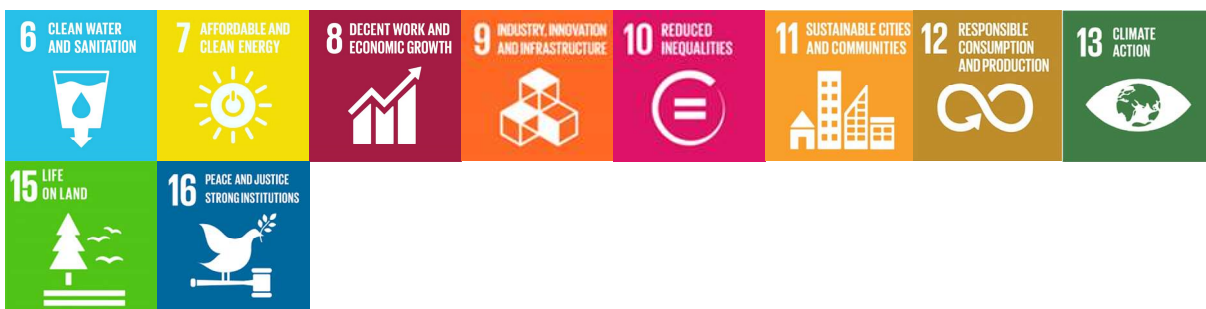 6 CLEAN WATER
AND SANITATION
7 AFFORDABLE AND
CLEAN ENERGY
8 DECENT WORK AND
ECONOMIC GROWTH
9 INDUSTRY, INNOVATION
AND INFRASTRUCTURE
10 REDUCED
INEQUALITIES
11 SUSTAINABLE CITIES
AND COMMUNITIES
12 RESPONSIBLE
CONSUMPTION
AND PRODUCTION
13 CLIMATE
ACTION
15 LIFE
ON LAND
16 PEACE AND JUSTICE
STRONG INSTITUTIONS